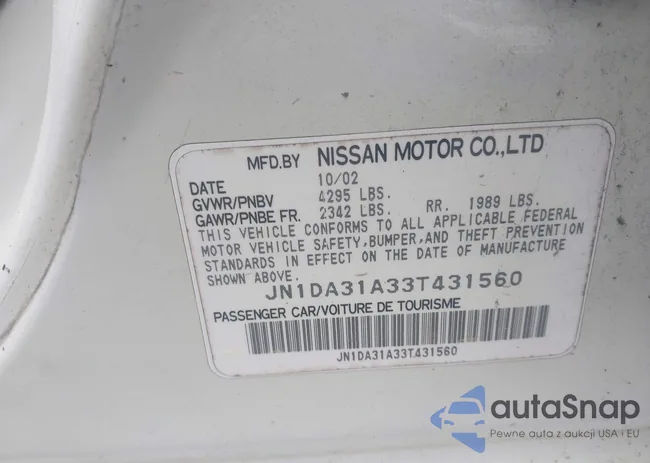 MFD.BY NISSAN MOTOR CO.,LTD
DATE 10/02
GVWR/PNBV 4295 LBS.
GAWR/PNBE FR. 2342 LBS. RR. 1989 LBS.
THIS VEHICLE CONFORMS TO ALL APPLICABLE FEDERAL
MOTOR VEHICLE SAFETY, BUMPER, AND THEFT PREVENTION
STANDARDS IN EFFECT ON THE DATE OF MANUFACTURE
SHOWN ABOVE.
JN1DA31A33T431560
PASSENGER CAR/VOITURE DE TOURISME
JN1DA31A33T431560
autaSnap
Pewne auta z aukcji USA i EU